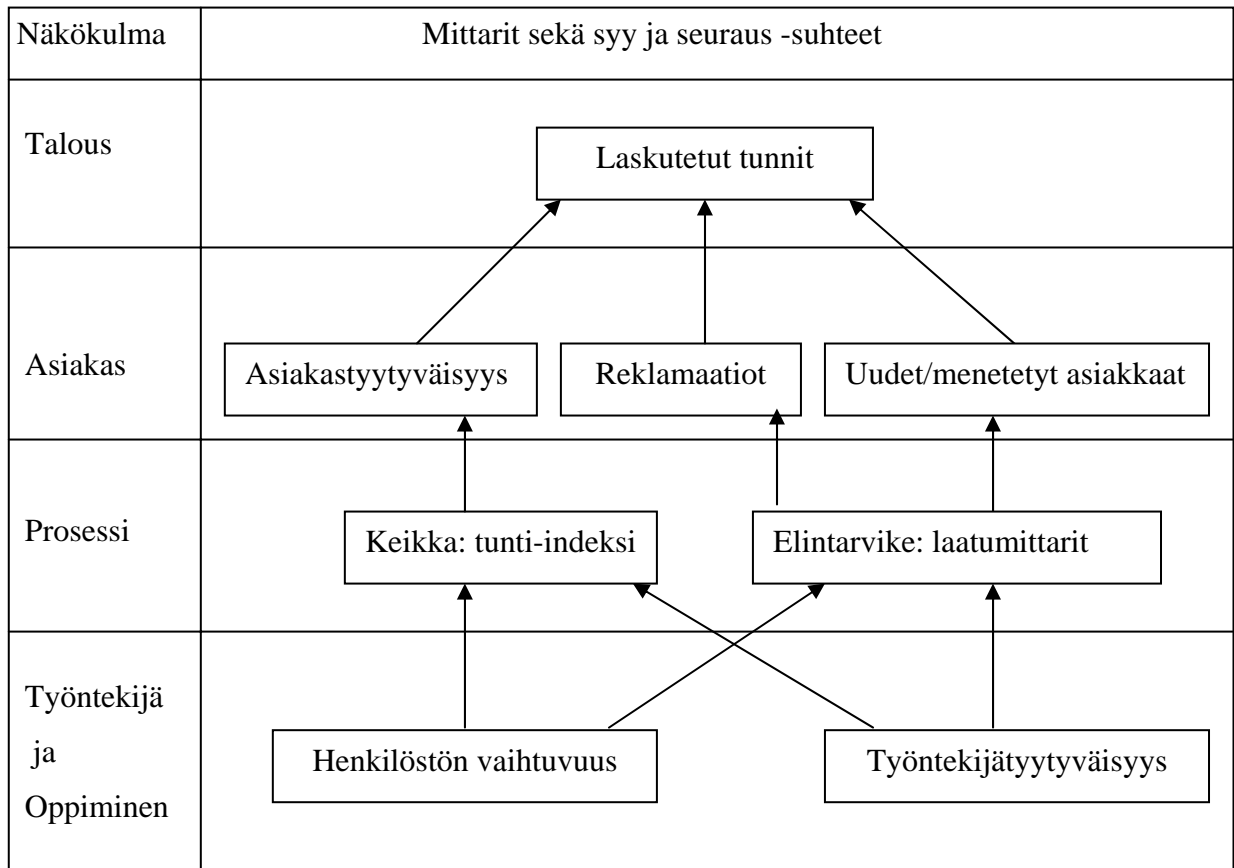 Näkökulma
Mittarit sekä syy ja seuraus -suhteet
Talous
Laskutetut tunnit
Asiakas
Asiakastyytyväisyys
Reklamaatiot
Uudet/menetetyt asiakkaat
Prosessi
Keikka: tunti-indeksi
Elintarvike: laatumittarit
Työntekijä
ja
Oppiminen
Henkilöstön vaihtuvuus
Työntekijätyytyväisyys